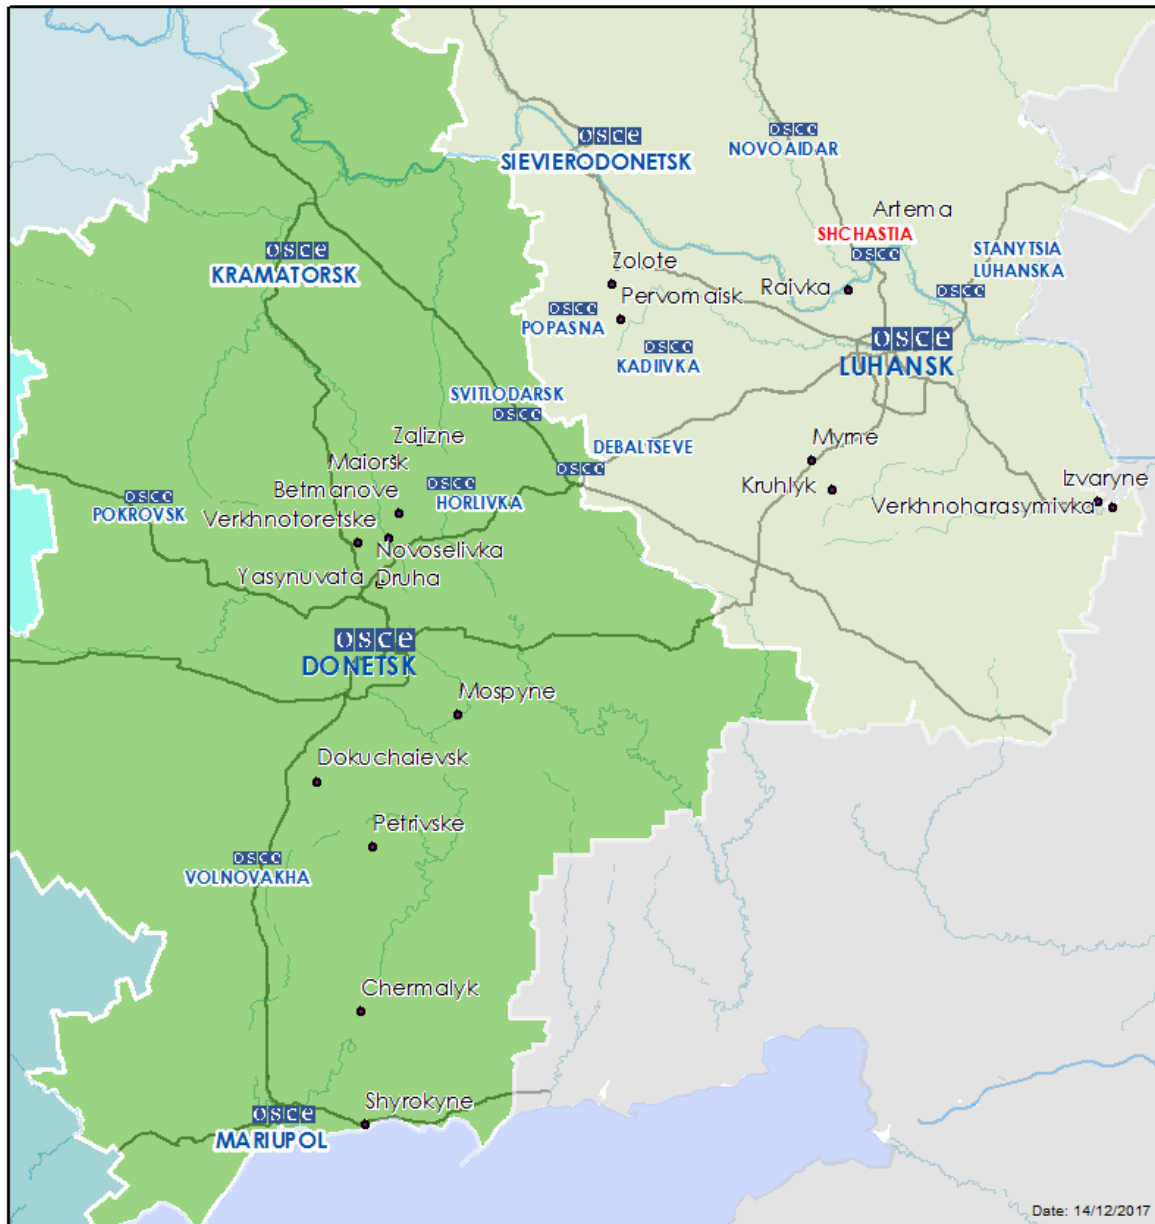 osce
SIEVIERODONETSK
osce
NOVOAIDAR
Artema
SHCHASTIA
osce
STANYTSIA
LUHANSKA
osce
osce
KRAMATORSK
Zolote
Raivka
Pervomaisk
osce
POPASNA
osce
LUHANSK
osce
KADIIVKA
SVITLODARSK
osce
Zalizne
Myrne
DEBALTSEVE
osce
Maiorsk
Betmanove
osce
HORLIVKA
Kruhlyk
Izvaryne
Verkhnoharasymivka
osce
POKROVSK
Verkhnotoretske
Novoselivka
Druha
Yasynuvata
osce
DONETSK
Mospyne
Dokuchaievsk
Petrivske
osce
VOLNOVAKHA
Chermalyk
Shyrokyne
osce
MARIUPOL
Date: 14/12/2017